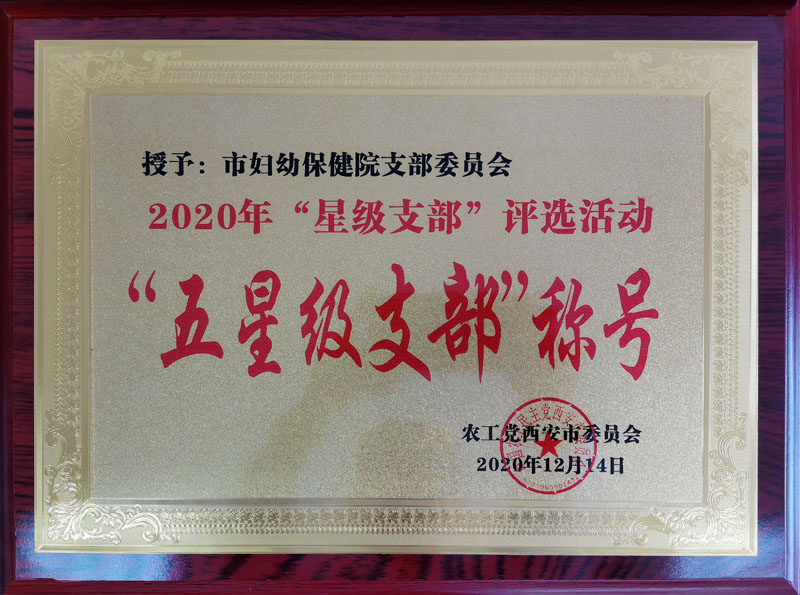 授予：市妇幼保健院支部委员会
2020年“星级支部”评选活动
“五星级支部”称号
农工党西安市委员会
2020年12月14日